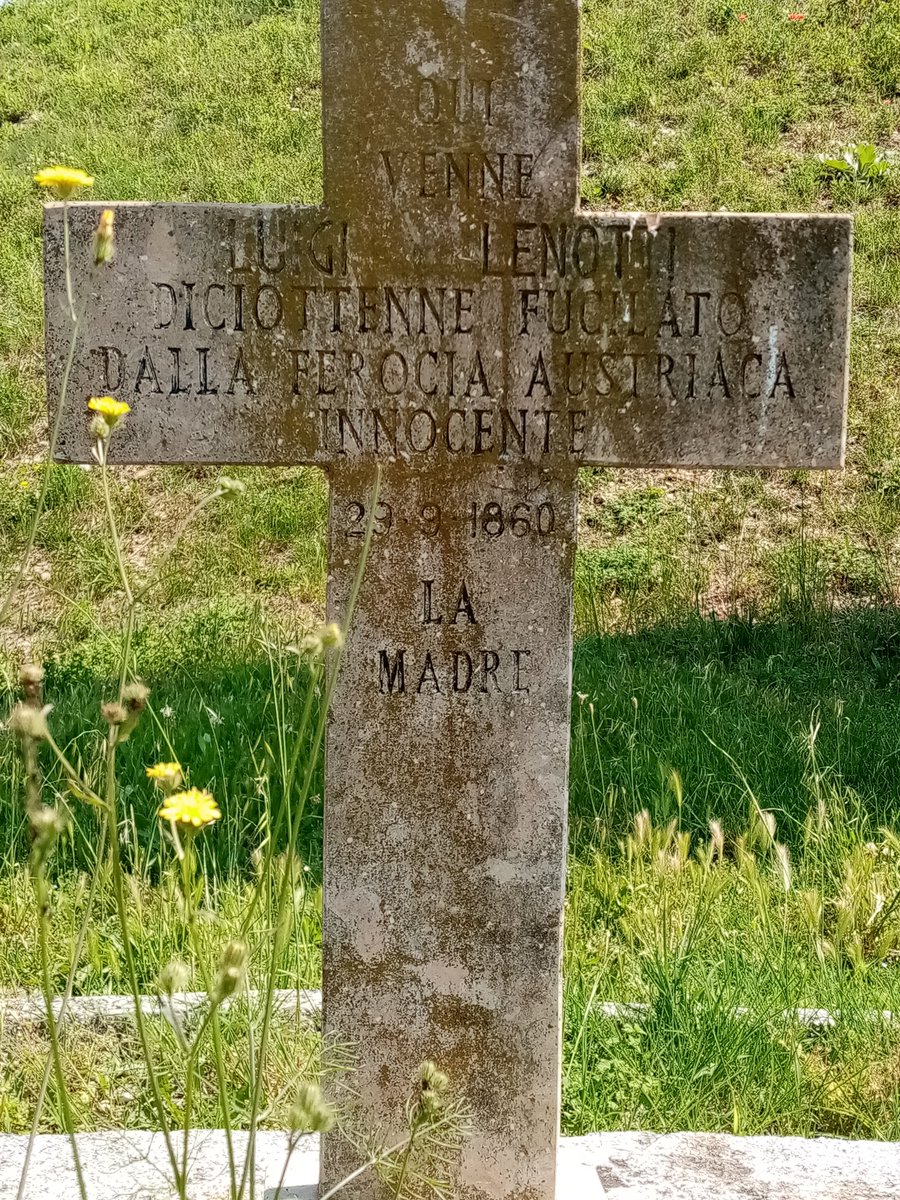 QUI
VENNE
LUIGI LENOTTI
DICIOTTENNE FUCILATO
DALLA FEROCIA AUSTRIACA
INNOCENTE
29·9·1860
LA
MADRE